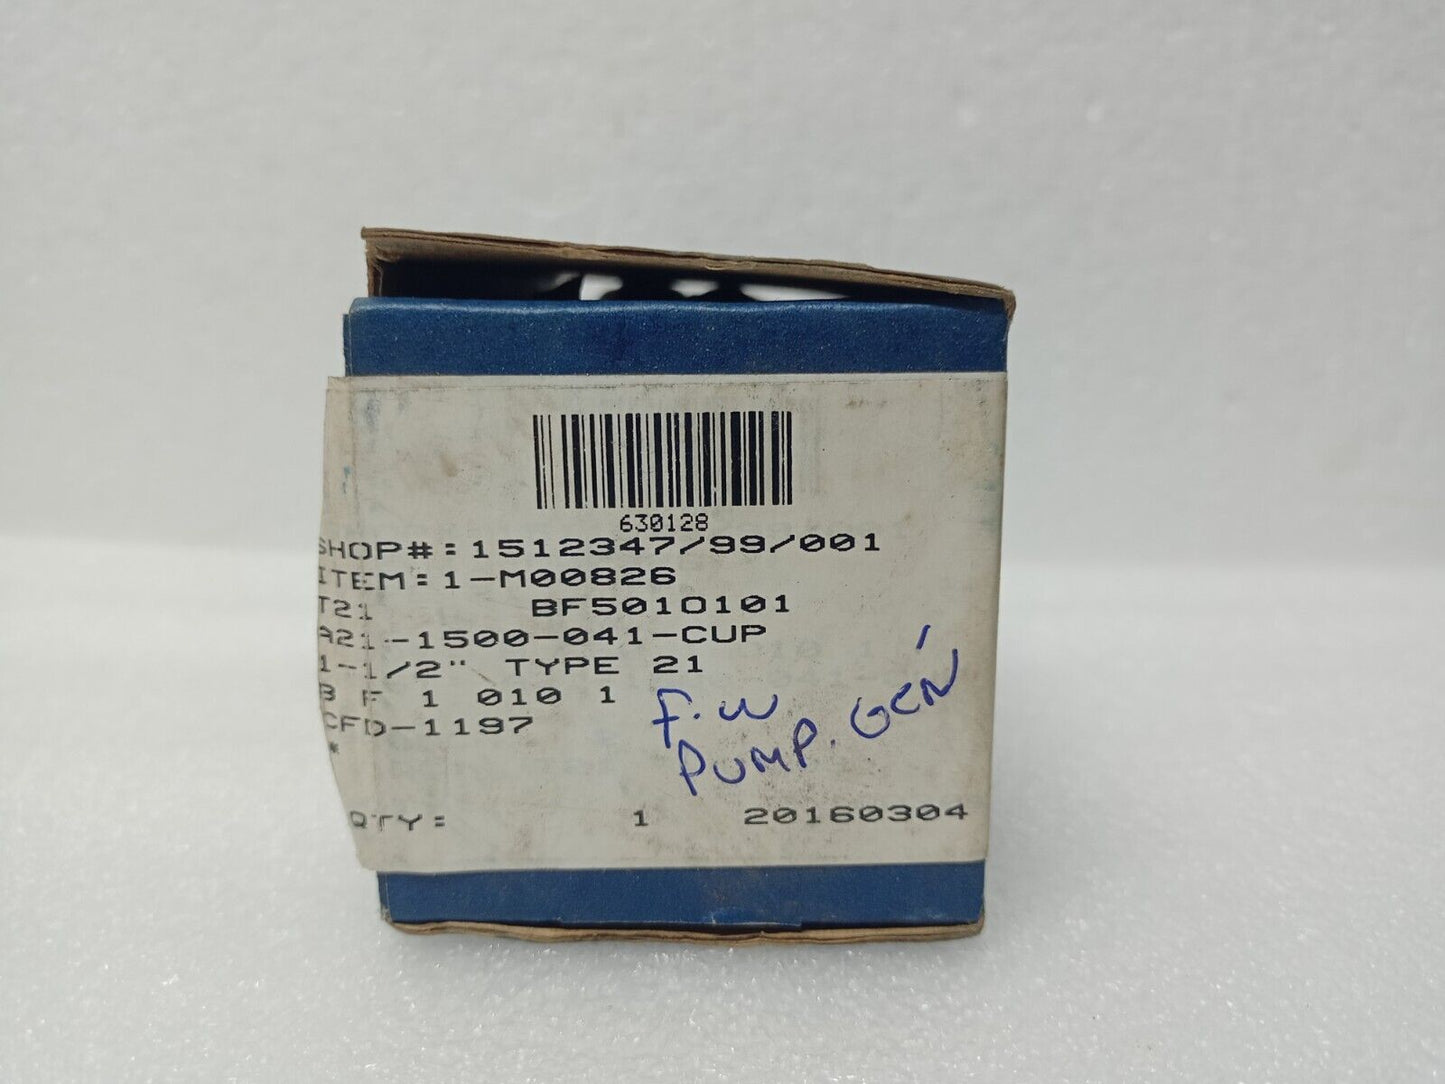 630128
SHOP#:1512347/99/001
ITEM:1-M00826
T21 BF5010101
A21-1500-041-CUP
1-1/2" TYPE 21
B F 1 010 1
CFD-1197
*
F.W
PUMP. GEN
QTY: 1 20160304